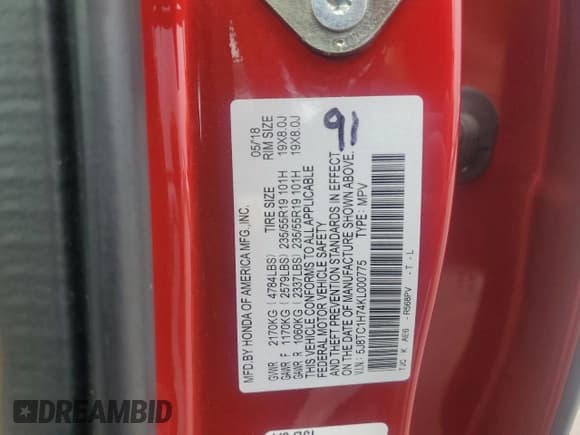 MFD.BY HONDA OF AMERICA MFG.,INC. 05/18
GVWR 2170KG ( 4784LBS) TIRE SIZE RIM SIZE
GAWR F 1170KG ( 2579LBS) 235/55R19 101H 19X8.0J
GAWR R 1060KG ( 2337LBS) 235/55R19 101H 19X8.0J
THIS VEHICLE CONFORMS TO ALL APPLICABLE
FEDERAL MOTOR VEHICLE SAFETY
AND THEFT PREVENTION STANDARDS IN EFFECT
ON THE DATE OF MANUFACTURE SHOWN ABOVE.
V.I.N.: 5J8TC1H74KL000775 TYPE: MPV
TJC K AE6 - R568PV - T - L
91
DREAMBID